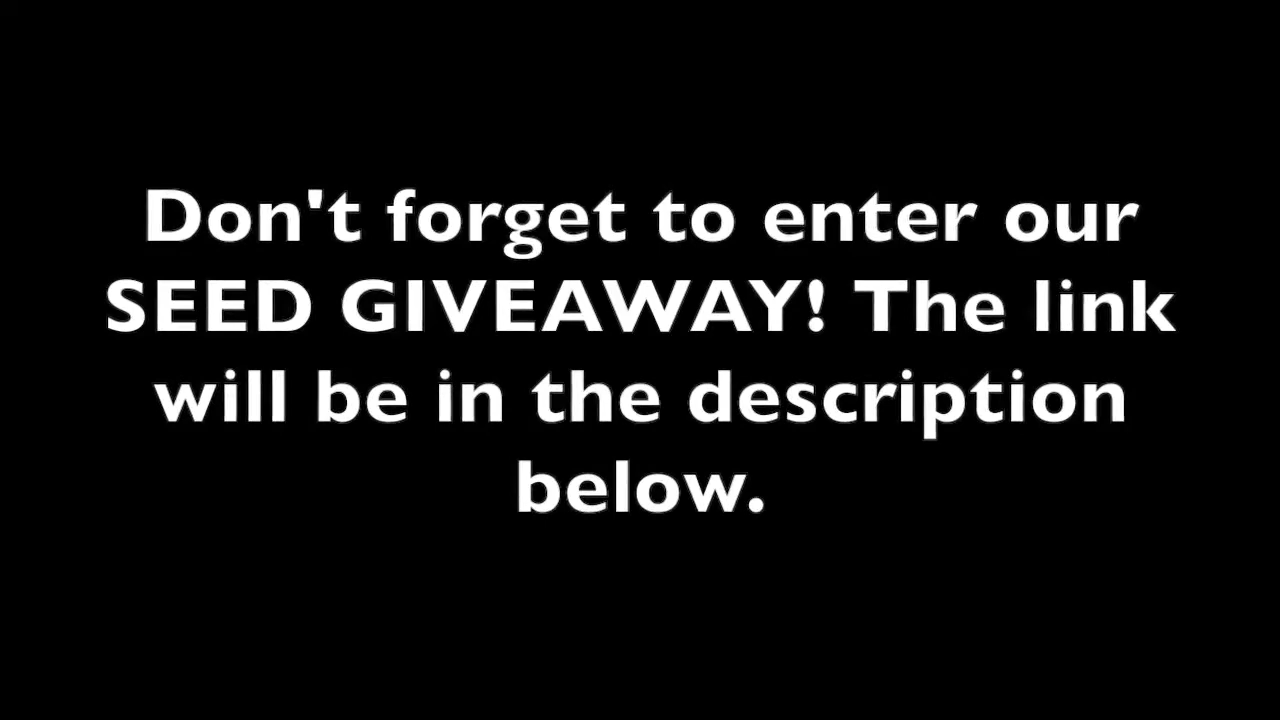 Don't forget to enter our
SEED GIVEAWAY! The link
will be in the description
below.